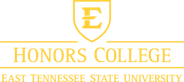 E
HONORS COLLEGE
EAST TENNESSEE STATE UNIVERSITY